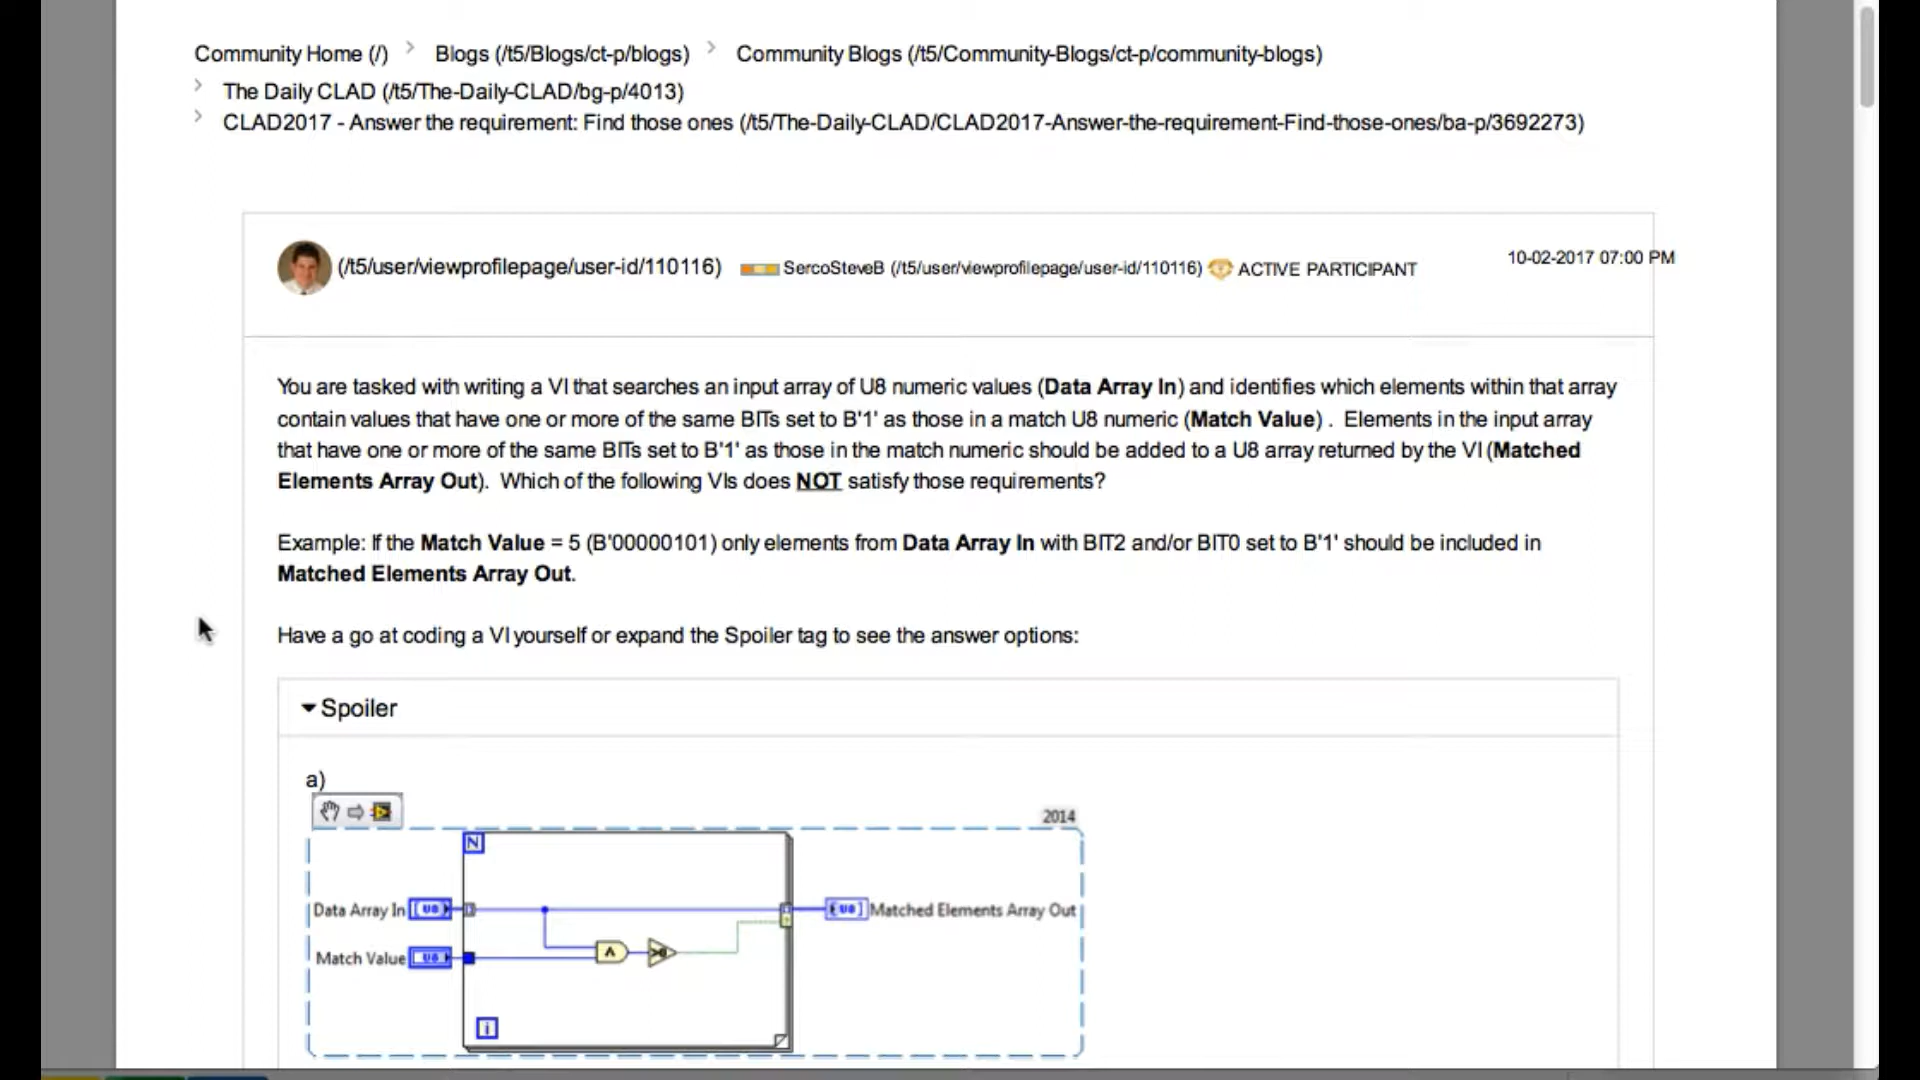 Community Home (/) > Blogs (/t5/Blogs/ct-p/blogs) > Community Blogs (/t5/Community-Blogs/ct-p/community-blogs)
> The Daily CLAD (/t5/The-Daily-CLAD/bg-p/4013)
> CLAD2017 - Answer the requirement: Find those ones (/t5/The-Daily-CLAD/CLAD2017-Answer-the-requirement-Find-those-ones/ba-p/3692273)
(/t5/user/viewprofilepage/user-id/110116) SercoSteveB (/t5/user/viewprofilepage/user-id/110116) ACTIVE PARTICIPANT 10-02-2017 07:00 PM
You are tasked with writing a VI that searches an input array of U8 numeric values (Data Array In) and identifies which elements within that array
contain values that have one or more of the same BITs set to B'1' as those in a match U8 numeric (Match Value) . Elements in the input array
that have one or more of the same BITs set to B'1' as those in the match numeric should be added to a U8 array returned by the VI (Matched
Elements Array Out). Which of the following VIs does NOT satisfy those requirements?
Example: If the Match Value = 5 (B'00000101) only elements from Data Array In with BIT2 and/or BIT0 set to B'1' should be included in
Matched Elements Array Out.
Have a go at coding a VI yourself or expand the Spoiler tag to see the answer options:
Spoiler
a)
2014
N
Data Array In [U8] [U8] Matched Elements Array Out
Match Value U8
i